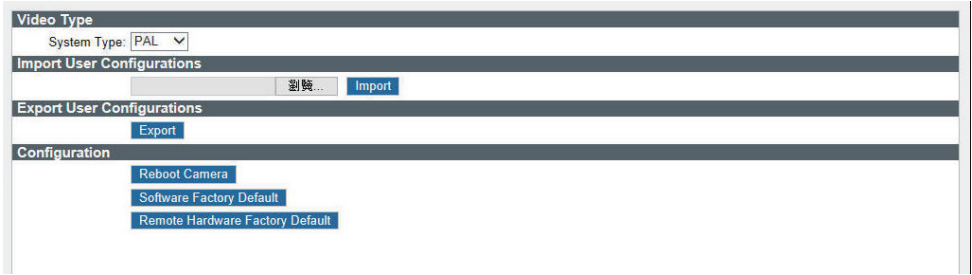 Video Type
System Type: PAL
Import User Configurations
瀏覽... Import
Export User Configurations
Export
Configuration
Reboot Camera
Software Factory Default
Remote Hardware Factory Default